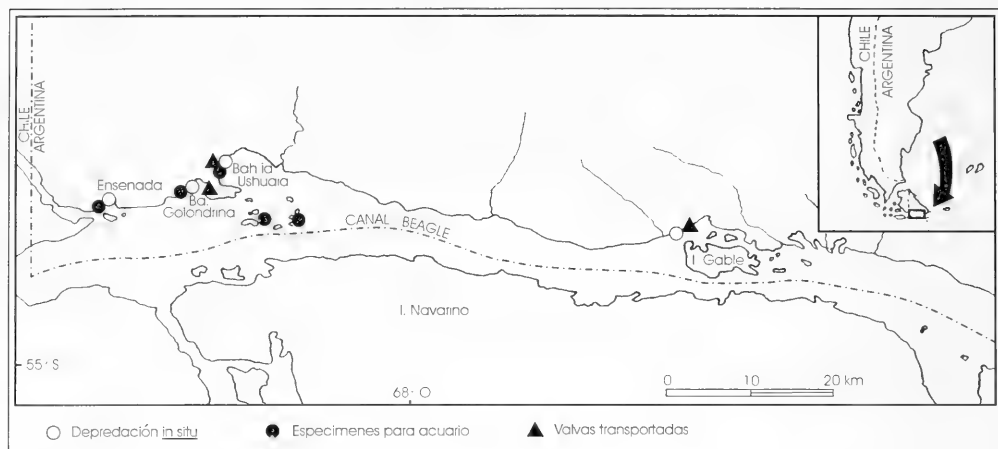 CHILE
ARGENTINA
CHILE
ARGENTINA
Bahia
Ushuaia
Ensenada
Ba.
Golondrina
CANAL BEAGLE
I. Gable
I. Navarino
55° S
68° O
0 10 20 km
Depredación in situ
Especimenes para acuario
Valvas transportadas